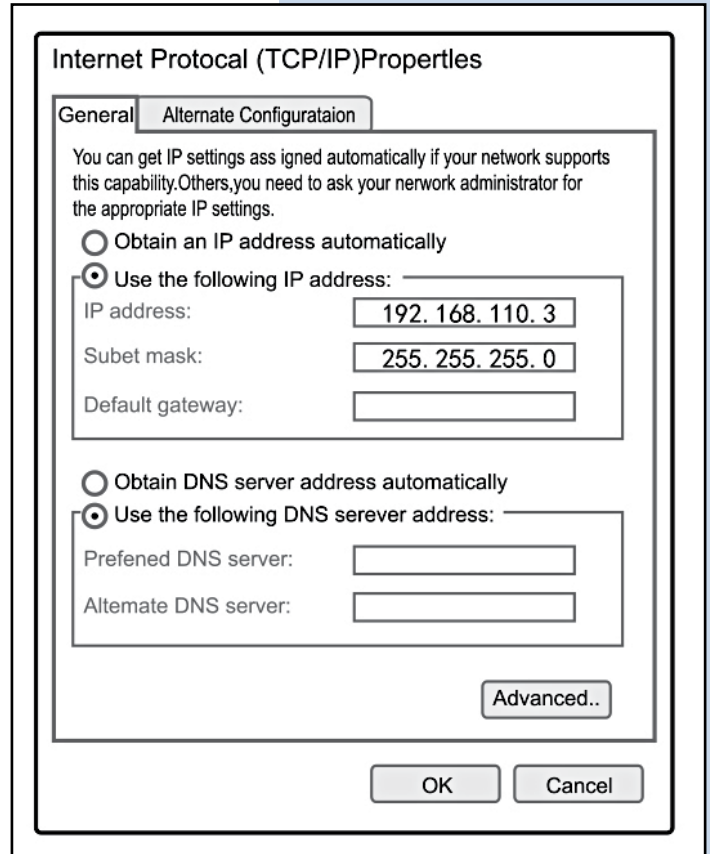 Internet Protocal (TCP/IP)Propertles
General
Alternate Configurataion
You can get IP settings ass igned automatically if your network supports
this capability.Others,you need to ask your nerwork administrator for
the appropriate IP settings.
Obtain an IP address automatically
Use the following IP address:
IP address: 192. 168. 110. 3
Subet mask: 255. 255. 255. 0
Default gateway:
Obtain DNS server address automatically
Use the following DNS serever address:
Prefened DNS server:
Altemate DNS server:
Advanced..
OK Cancel